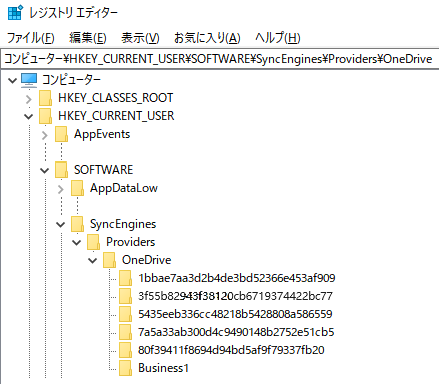 レジストリ エディター
ファイル(F) 編集(E) 表示(V) お気に入り(A) ヘルプ(H)
コンピューター¥HKEY_CURRENT_USER¥SOFTWARE¥SyncEngines¥Providers¥OneDrive
コンピューター
HKEY_CLASSES_ROOT
HKEY_CURRENT_USER
AppEvents
SOFTWARE
AppDataLow
SyncEngines
Providers
OneDrive
1bbae7aa3d2b4de3bd52366e453af909
3f55b82943f38120cb6719374422bc77
5435eeb336cc48218b5428808a586559
7a5a33ab300d4c9490148b2752e51cb5
80f39411f8694d94bd5af9f79337fb20
Business1